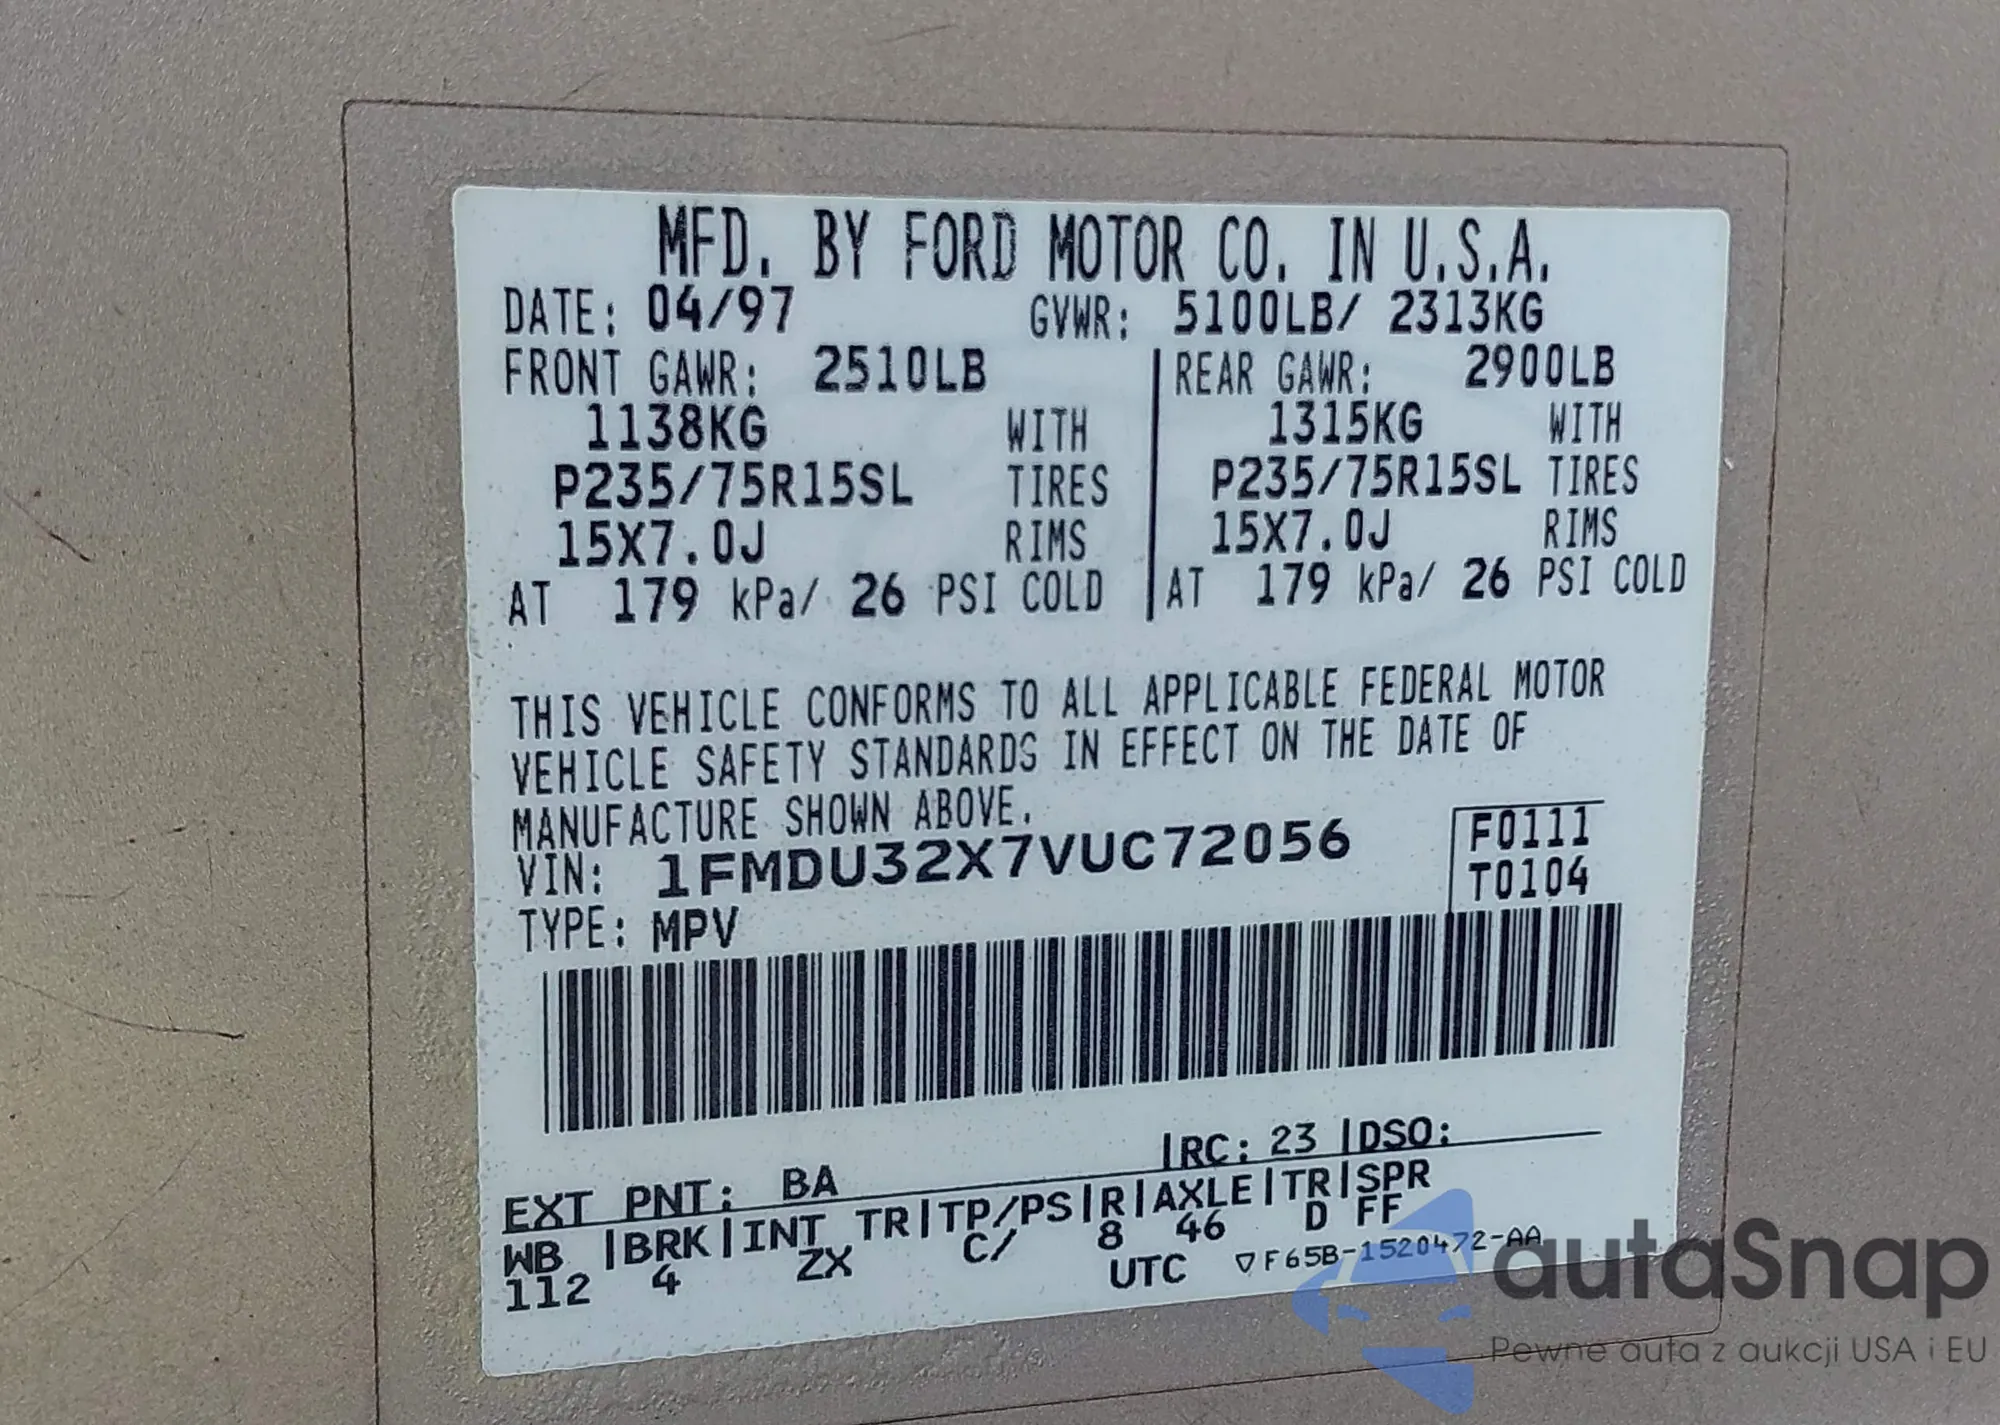 MFD. BY FORD MOTOR CO. IN U.S.A.
DATE: 04/97 GVWR: 5100LB/ 2313KG
FRONT GAWR: 2510LB REAR GAWR: 2900LB
1138KG WITH 1315KG WITH
P235/75R15SL TIRES P235/75R15SL TIRES
15X7.0J RIMS 15X7.0J RIMS
AT 179 kPa/ 26 PSI COLD AT 179 kPa/ 26 PSI COLD
THIS VEHICLE CONFORMS TO ALL APPLICABLE FEDERAL MOTOR
VEHICLE SAFETY STANDARDS IN EFFECT ON THE DATE OF
MANUFACTURE SHOWN ABOVE.
VIN: 1FMDU32X7VUC72056 F0111
TYPE: MPV T0104
EXT PNT: BA |RC: 23 |DSO:
WB |BRK|INT TR|TP/PS|R|AXLE|TR|SPR
112 4 ZX C/ 8 46 D FF
UTC ▽F65B-1520472-AA
autaSnap
Pewne auta z aukcji USA i EU